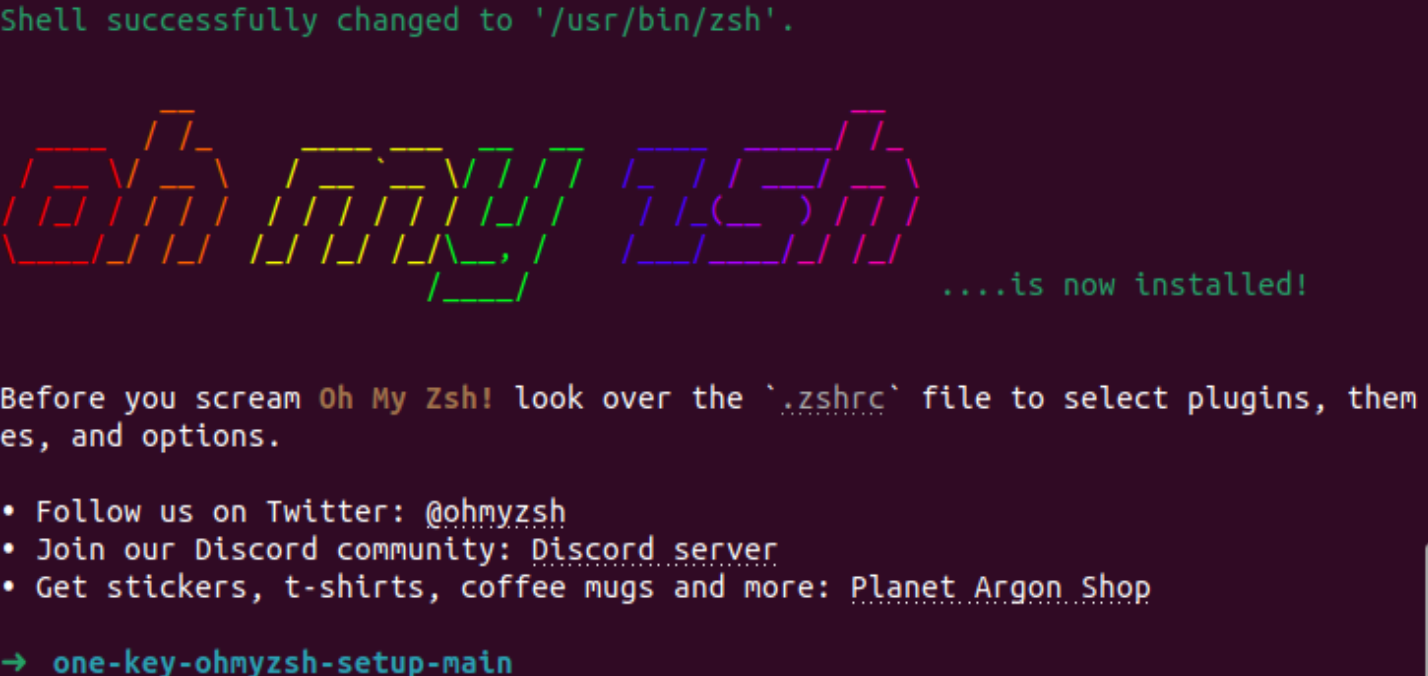 Shell successfully changed to '/usr/bin/zsh'.
oh my zsh
....is now installed!
Before you scream Oh My Zsh! look over the `.zshrc` file to select plugins, them
es, and options.
• Follow us on Twitter: @ohmyzsh
• Join our Discord community: Discord server
• Get stickers, t-shirts, coffee mugs and more: Planet Argon Shop
➜ one-key-ohmyzsh-setup-main